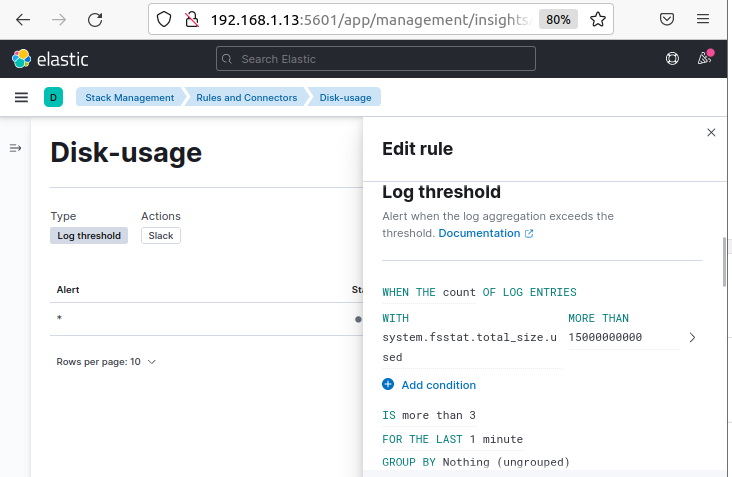 192.168.1.13:5601/app/management/insights
80%
elastic
Search Elastic
D
Stack Management
Rules and Connectors
Disk-usage
Disk-usage
Type
Actions
Log threshold
Slack
Alert
Sta
*
Rows per page: 10
Edit rule
Log threshold
Alert when the log aggregation exceeds the
threshold. Documentation
WHEN THE count OF LOG ENTRIES
WITH
system.fsstat.total_size.u
sed
MORE THAN
15000000000
Add condition
IS more than 3
FOR THE LAST 1 minute
GROUP BY Nothing (ungrouped)